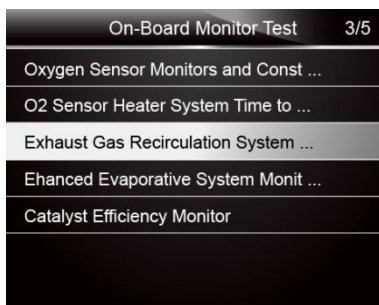 On-Board Monitor Test 3/5
Oxygen Sensor Monitors and Const ...
O2 Sensor Heater System Time to ...
Exhaust Gas Recirculation System ...
Ehanced Evaporative System Monit ...
Catalyst Efficiency Monitor